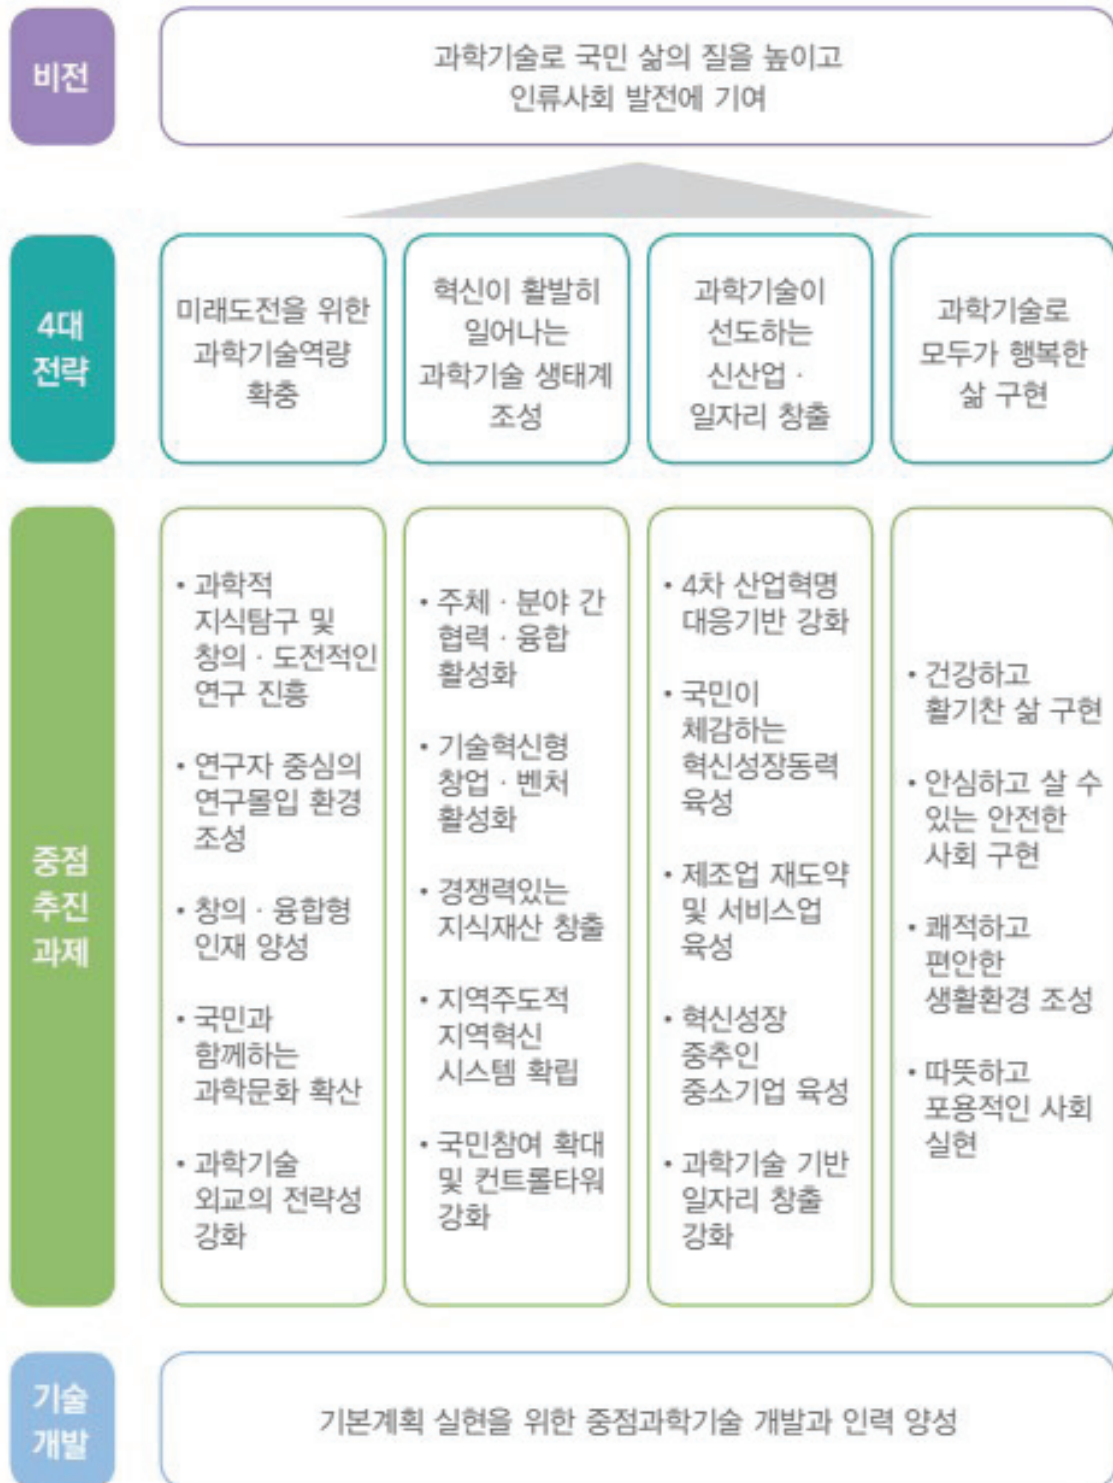 비전
과학기술로 국민 삶의 질을 높이고
인류사회 발전에 기여
4대
전략
미래도전을 위한
과학기술역량
확충
혁신이 활발히
일어나는
과학기술 생태계
조성
과학기술이
선도하는
신산업 ·
일자리 창출
과학기술로
모두가 행복한
삶 구현
중점
추진
과제
• 과학적
지식탐구 및
창의 · 도전적인
연구 진흥
• 연구자 중심의
연구몰입 환경
조성
• 창의 · 융합형
인재 양성
• 국민과
함께하는
과학문화 확산
• 과학기술
외교의 전략성
강화
• 주체 · 분야 간
협력 · 융합
활성화
• 기술혁신형
창업 · 벤처
활성화
• 경쟁력있는
지식재산 창출
• 지역주도적
지역혁신
시스템 확립
• 국민참여 확대
및 컨트롤타워
강화
• 4차 산업혁명
대응기반 강화
• 국민이
체감하는
혁신성장동력
육성
• 제조업 재도약
및 서비스업
육성
• 혁신성장
중추인
중소기업 육성
• 과학기술 기반
일자리 창출
강화
• 건강하고
활기찬 삶 구현
• 안심하고 살 수
있는 안전한
사회 구현
• 쾌적하고
편안한
생활환경 조성
• 따뜻하고
포용적인 사회
실현
기술
개발
기본계획 실현을 위한 중점과학기술 개발과 인력 양성